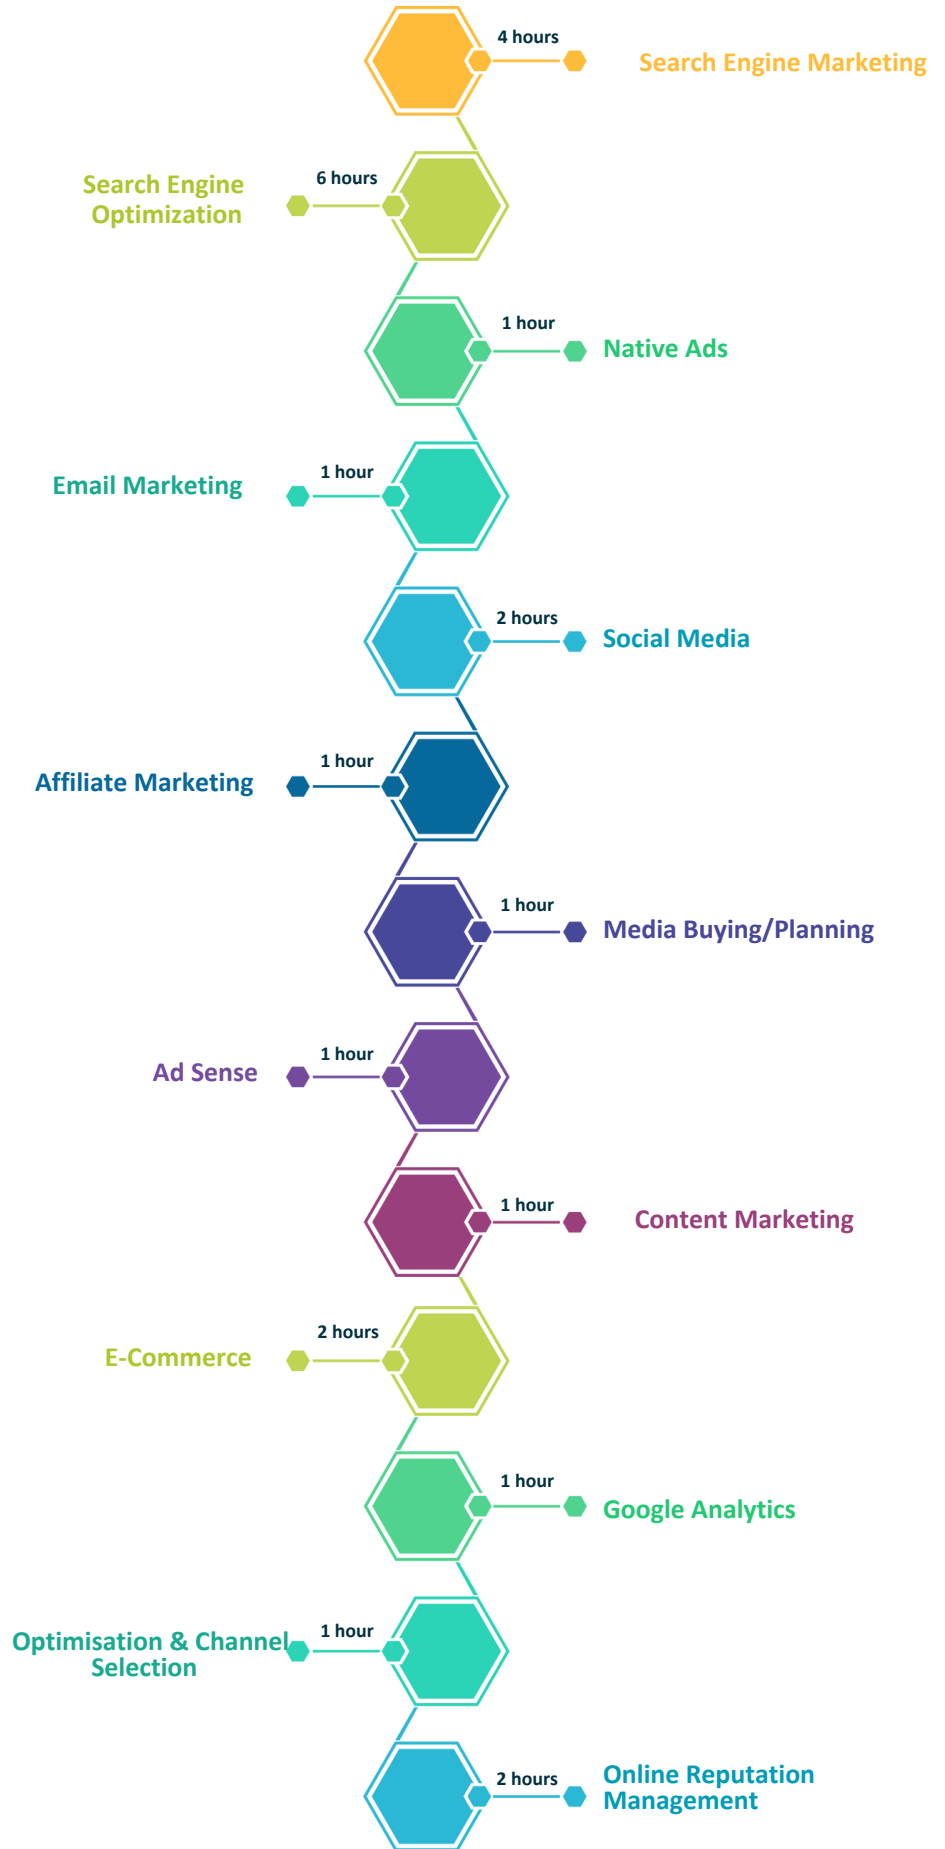 4 hours
Search Engine Marketing
6 hours
Search Engine
Optimization
1 hour
Native Ads
1 hour
Email Marketing
2 hours
Social Media
1 hour
Affiliate Marketing
1 hour
Media Buying/Planning
1 hour
Ad Sense
1 hour
Content Marketing
2 hours
E-Commerce
1 hour
Google Analytics
1 hour
Optimisation & Channel
Selection
2 hours
Online Reputation
Management